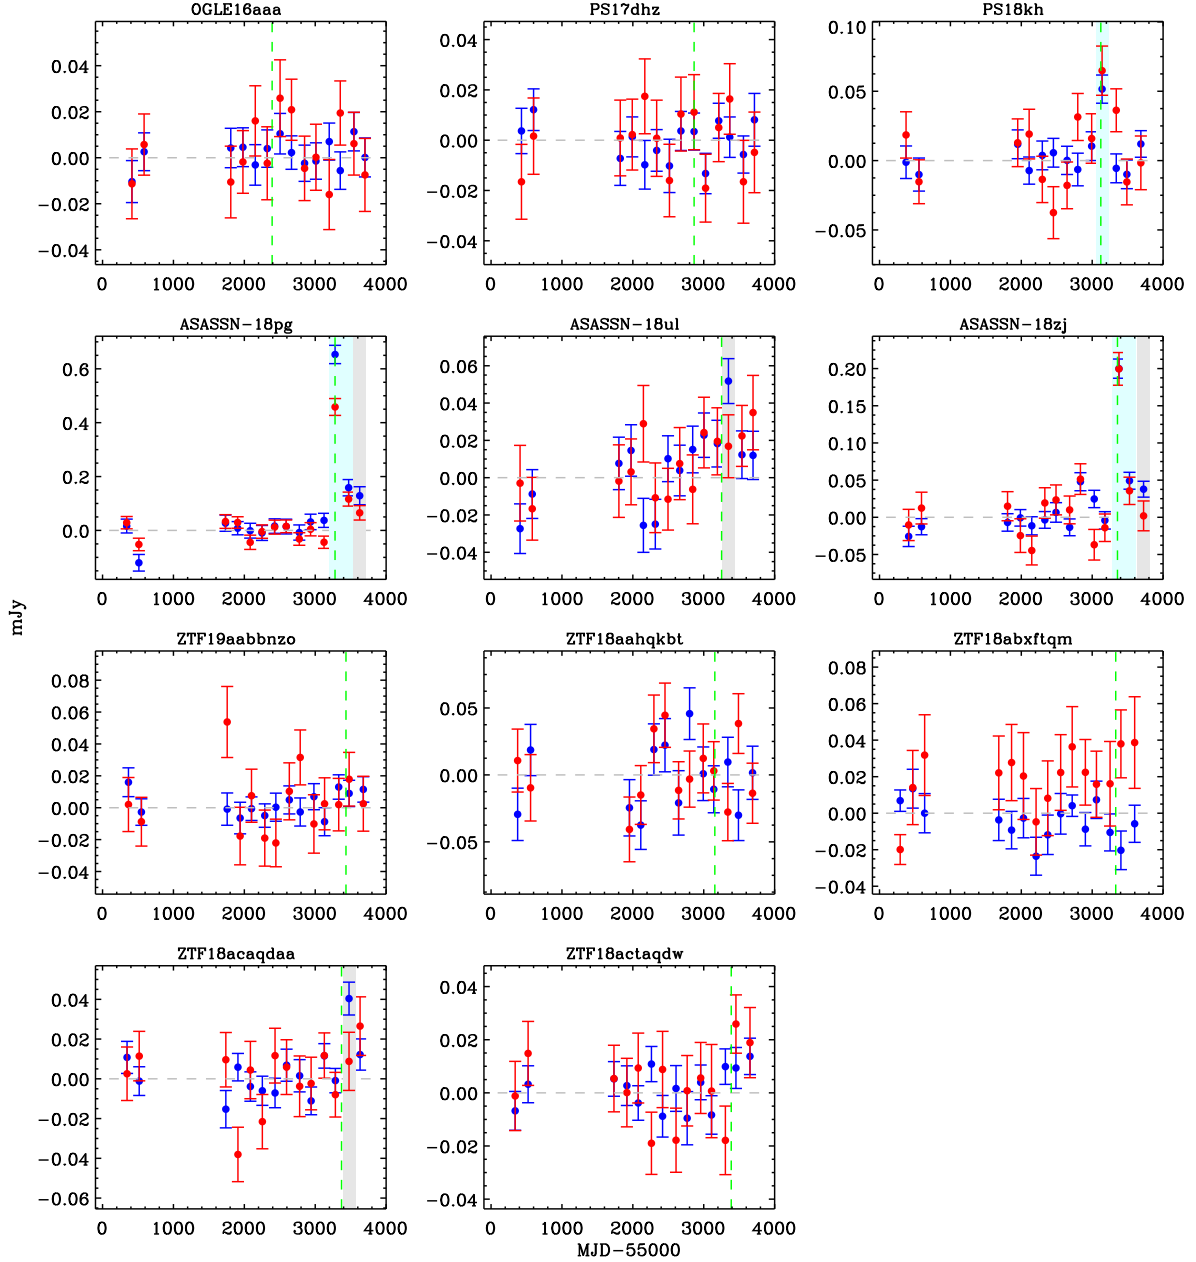 OGLE16aaa PS17dhz PS18kh
0.04 0.04 0.10
0.02 0.02 0.05
0.00 0.00 0.00
−0.02 −0.02 −0.05
−0.04 −0.04
0 1000 2000 3000 4000 0 1000 2000 3000 4000 0 1000 2000 3000 4000
ASASSN−18pg ASASSN−18ul ASASSN−18zj
0.6 0.06 0.20
0.4 0.04 0.15
0.2 0.02 0.10
0.0 0.00 0.05
−0.02 0.00
−0.04 −0.05
0 1000 2000 3000 4000 0 1000 2000 3000 4000 0 1000 2000 3000 4000
mJy
ZTF19aabbnzo ZTF18aahqkbt ZTF18abxftqm
0.08 0.05 0.08
0.06 0.00 0.06
0.04 −0.05 0.04
0.02 0.02
0.00 0.00
−0.02 −0.02
−0.04 −0.04
0 1000 2000 3000 4000 0 1000 2000 3000 4000 0 1000 2000 3000 4000
ZTF18acaqdaa ZTF18actaqdw
0.04 0.04
0.02 0.02
0.00 0.00
−0.02 −0.02
−0.04 −0.04
−0.06
0 1000 2000 3000 4000 0 1000 2000 3000 4000
MJD−55000